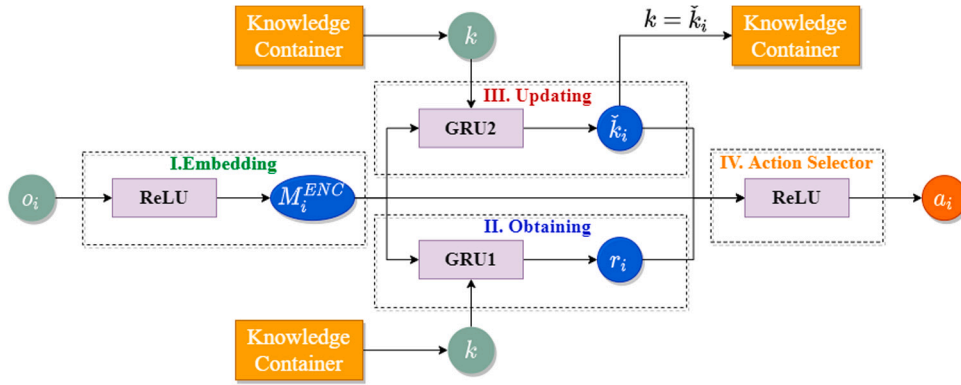 Knowledge
Container
k
k = ǩ_i
Knowledge
Container
III. Updating
GRU2
ǩ_i
I.Embedding
IV. Action Selector
o_i
ReLU
M_i^{ENC}
ReLU
a_i
II. Obtaining
GRU1
r_i
Knowledge
Container
k